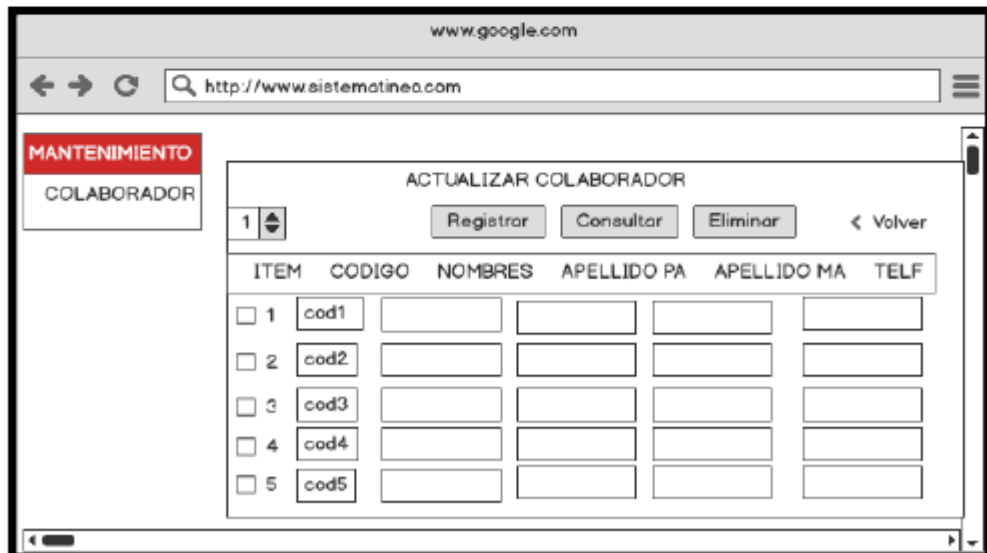 www.google.com
http://www.sistematineo.com
MANTENIMIENTO
COLABORADOR
ACTUALIZAR COLABORADOR
1 Registrar Consultar Eliminar < Volver
ITEM CODIGO NOMBRES APELLIDO PA APELLIDO MA TELF
1 cod1
2 cod2
3 cod3
4 cod4
5 cod5